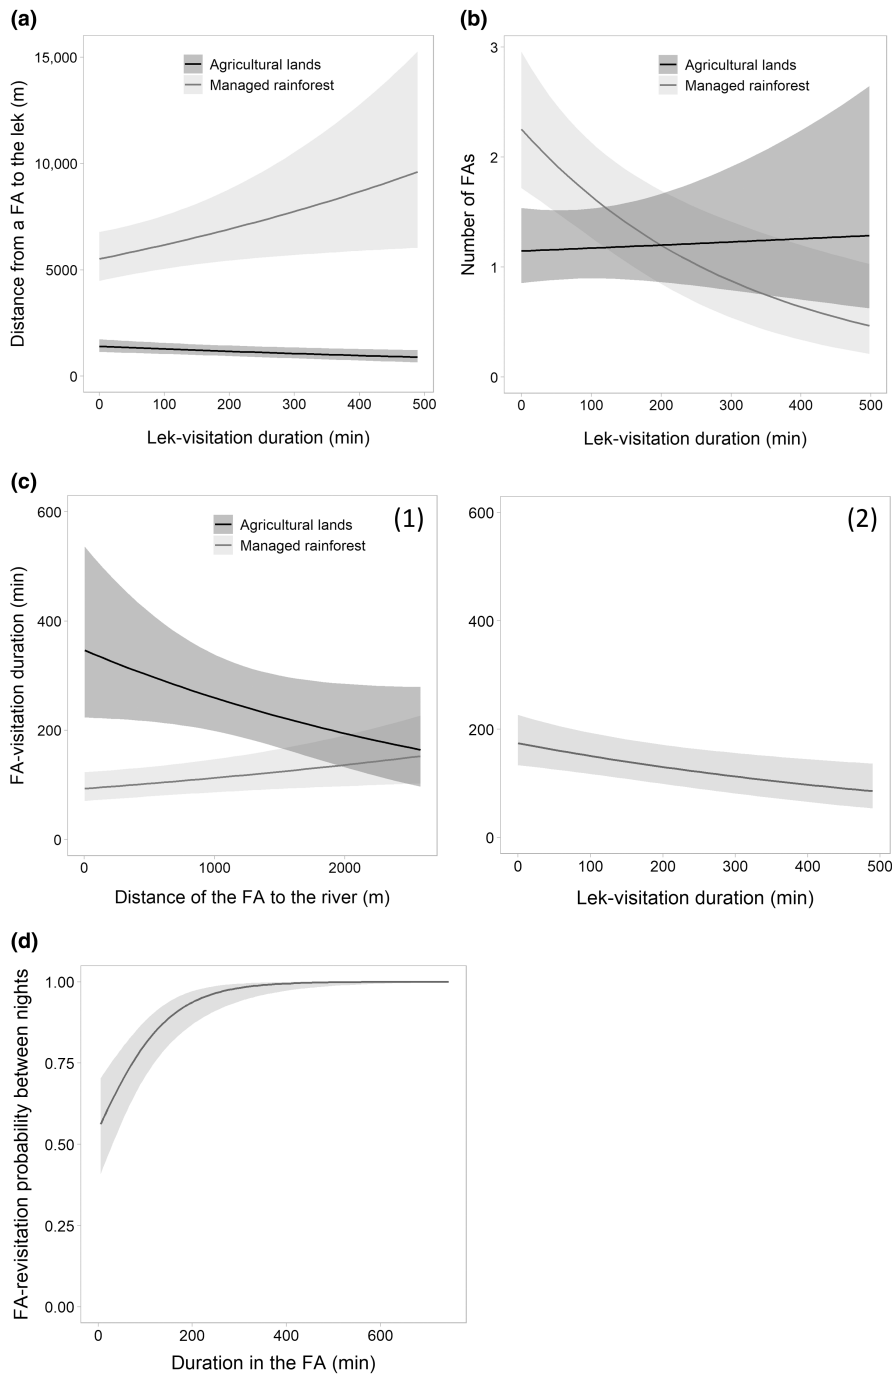 (a)
Distance from a FA to the lek (m)
15,000
10,000
5000
0
Agricultural lands
Managed rainforest
0 100 200 300 400 500
Lek-visitation duration (min)
(b)
Number of FAs
3
2
1
0
Agricultural lands
Managed rainforest
0 100 200 300 400 500
Lek-visitation duration (min)
(c)
FA-visitation duration (min)
600
400
200
0
Agricultural lands
Managed rainforest
(1)
0 1000 2000
Distance of the FA to the river (m)
(2)
600
400
200
0
0 100 200 300 400 500
Lek-visitation duration (min)
(d)
FA-revisitation probability between nights
1.00
0.75
0.50
0.25
0.00
0 200 400 600
Duration in the FA (min)